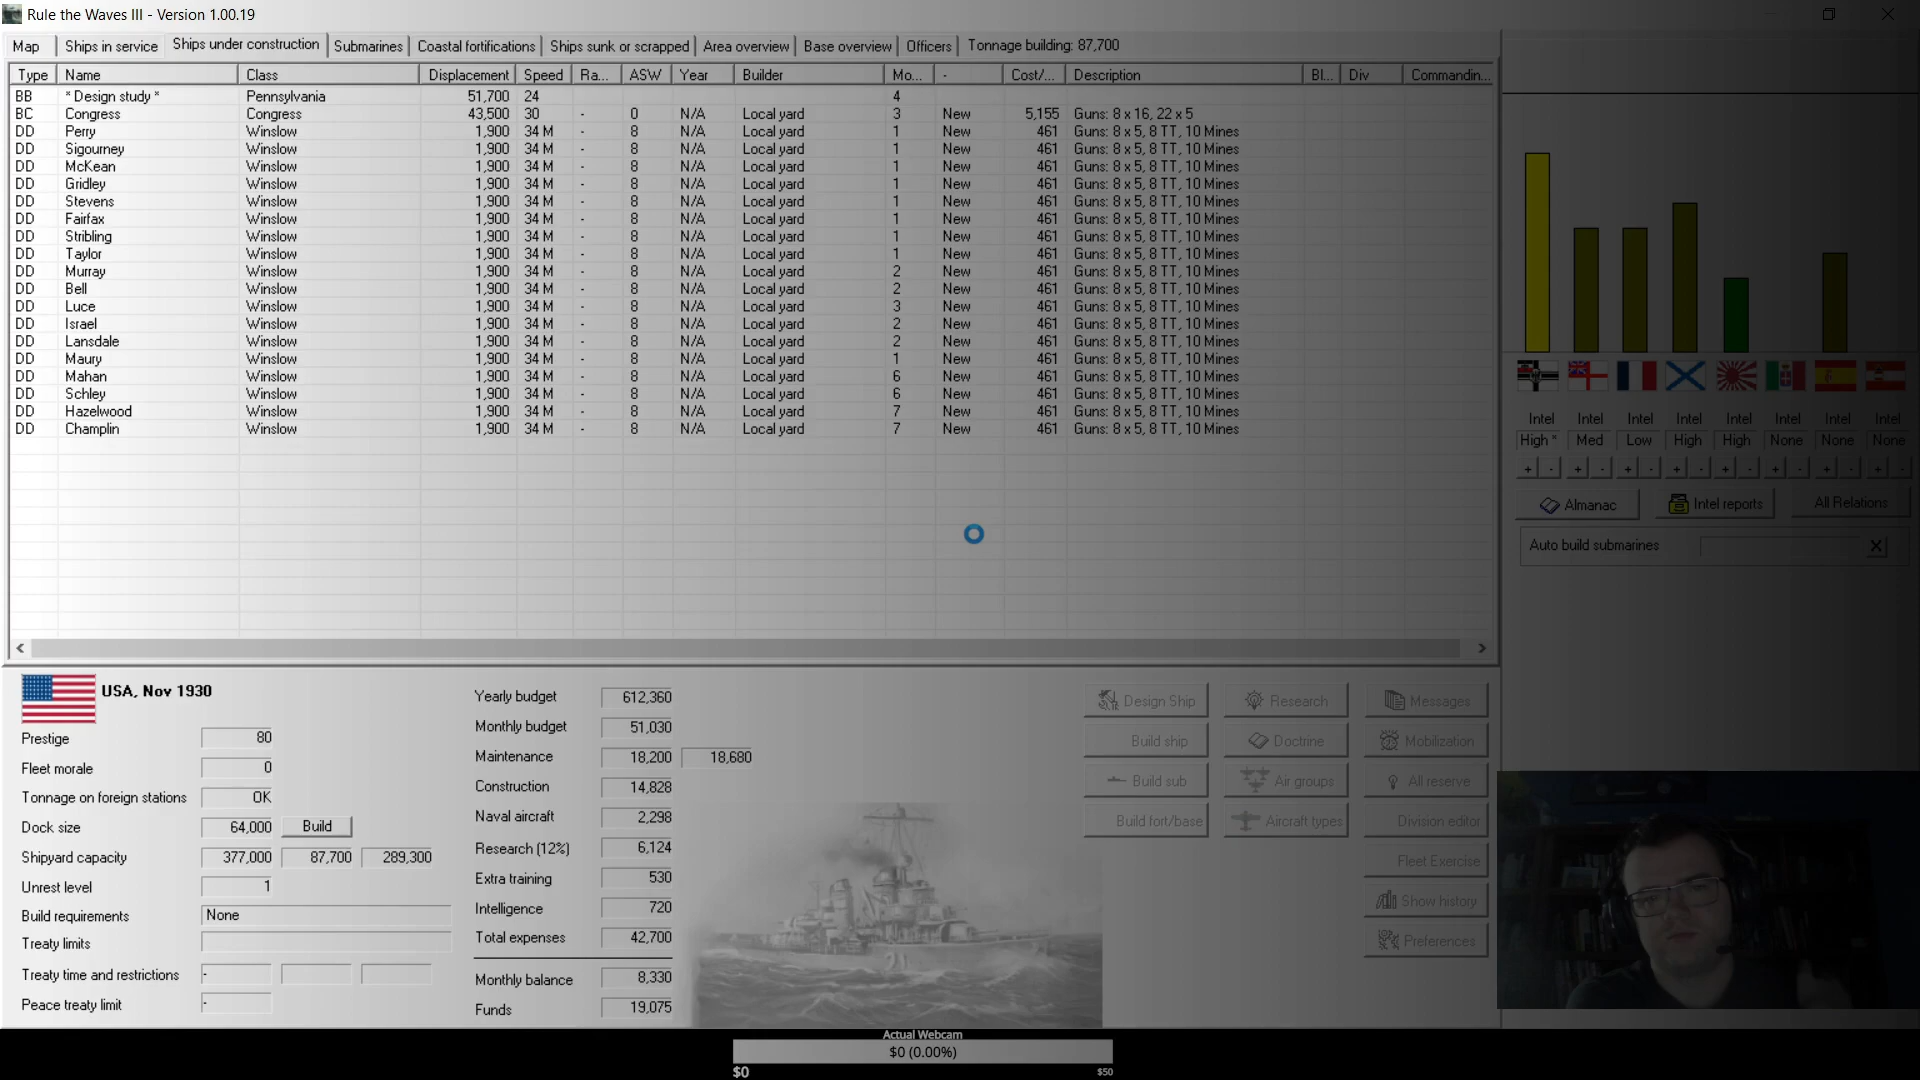 Rule the Waves III - Version 1.00.19
Map Ships in service Ships under construction Submarines Coastal fortifications Ships sunk or scrapped Area overview Base overview Officers Tonnage building: 87,700
Type Name Class Displacement Speed Ra... ASW Year Builder Mo... - Cost/... Description Bl... Div Commandin...
BB * Design study * Pennsylvania 51,700 24 4
BC Congress Congress 43,500 30 - 0 N/A Local yard 3 New 5,155 Guns: 8 x 16, 22 x 5
DD Perry Winslow 1,900 34 M - 8 N/A Local yard 1 New 461 Guns: 8 x 5, 8 TT, 10 Mines
DD Sigourney Winslow 1,900 34 M - 8 N/A Local yard 1 New 461 Guns: 8 x 5, 8 TT, 10 Mines
DD McKean Winslow 1,900 34 M - 8 N/A Local yard 1 New 461 Guns: 8 x 5, 8 TT, 10 Mines
DD Gridley Winslow 1,900 34 M - 8 N/A Local yard 1 New 461 Guns: 8 x 5, 8 TT, 10 Mines
DD Stevens Winslow 1,900 34 M - 8 N/A Local yard 1 New 461 Guns: 8 x 5, 8 TT, 10 Mines
DD Fairfax Winslow 1,900 34 M - 8 N/A Local yard 1 New 461 Guns: 8 x 5, 8 TT, 10 Mines
DD Stribling Winslow 1,900 34 M - 8 N/A Local yard 1 New 461 Guns: 8 x 5, 8 TT, 10 Mines
DD Taylor Winslow 1,900 34 M - 8 N/A Local yard 1 New 461 Guns: 8 x 5, 8 TT, 10 Mines
DD Murray Winslow 1,900 34 M - 8 N/A Local yard 2 New 461 Guns: 8 x 5, 8 TT, 10 Mines
DD Bell Winslow 1,900 34 M - 8 N/A Local yard 2 New 461 Guns: 8 x 5, 8 TT, 10 Mines
DD Luce Winslow 1,900 34 M - 8 N/A Local yard 3 New 461 Guns: 8 x 5, 8 TT, 10 Mines
DD Israel Winslow 1,900 34 M - 8 N/A Local yard 2 New 461 Guns: 8 x 5, 8 TT, 10 Mines
DD Lansdale Winslow 1,900 34 M - 8 N/A Local yard 2 New 461 Guns: 8 x 5, 8 TT, 10 Mines
DD Maury Winslow 1,900 34 M - 8 N/A Local yard 1 New 461 Guns: 8 x 5, 8 TT, 10 Mines
DD Mahan Winslow 1,900 34 M - 8 N/A Local yard 6 New 461 Guns: 8 x 5, 8 TT, 10 Mines
DD Schley Winslow 1,900 34 M - 8 N/A Local yard 6 New 461 Guns: 8 x 5, 8 TT, 10 Mines
DD Hazelwood Winslow 1,900 34 M - 8 N/A Local yard 7 New 461 Guns: 8 x 5, 8 TT, 10 Mines
DD Champlin Winslow 1,900 34 M - 8 N/A Local yard 7 New 461 Guns: 8 x 5, 8 TT, 10 Mines
Intel Intel Intel Intel Intel Intel Intel Intel
High * Med Low High High None None None
+ - + - + - + - + - + - + - + -
Almanac Intel reports All Relations
Auto build submarines X
USA, Nov 1930
Prestige 80
Fleet morale 0
Tonnage on foreign stations OK
Dock size 64,000 Build
Shipyard capacity 377,000 87,700 289,300
Unrest level 1
Build requirements None
Treaty limits
Treaty time and restrictions -
Peace treaty limit -
Yearly budget 612,360
Monthly budget 51,030
Maintenance 18,200 18,680
Construction 14,828
Naval aircraft 2,298
Research (12%) 6,124
Extra training 530
Intelligence 720
Total expenses 42,700
Monthly balance 8,330
Funds 19,075
Design Ship Research Messages
Build ship Doctrine Mobilization
Build sub Air groups All reserve
Build fort/base Aircraft types Division editor
Fleet Exercise
Show history
Preferences
Actual Webcam
$0 (0.00%)
$0 $50